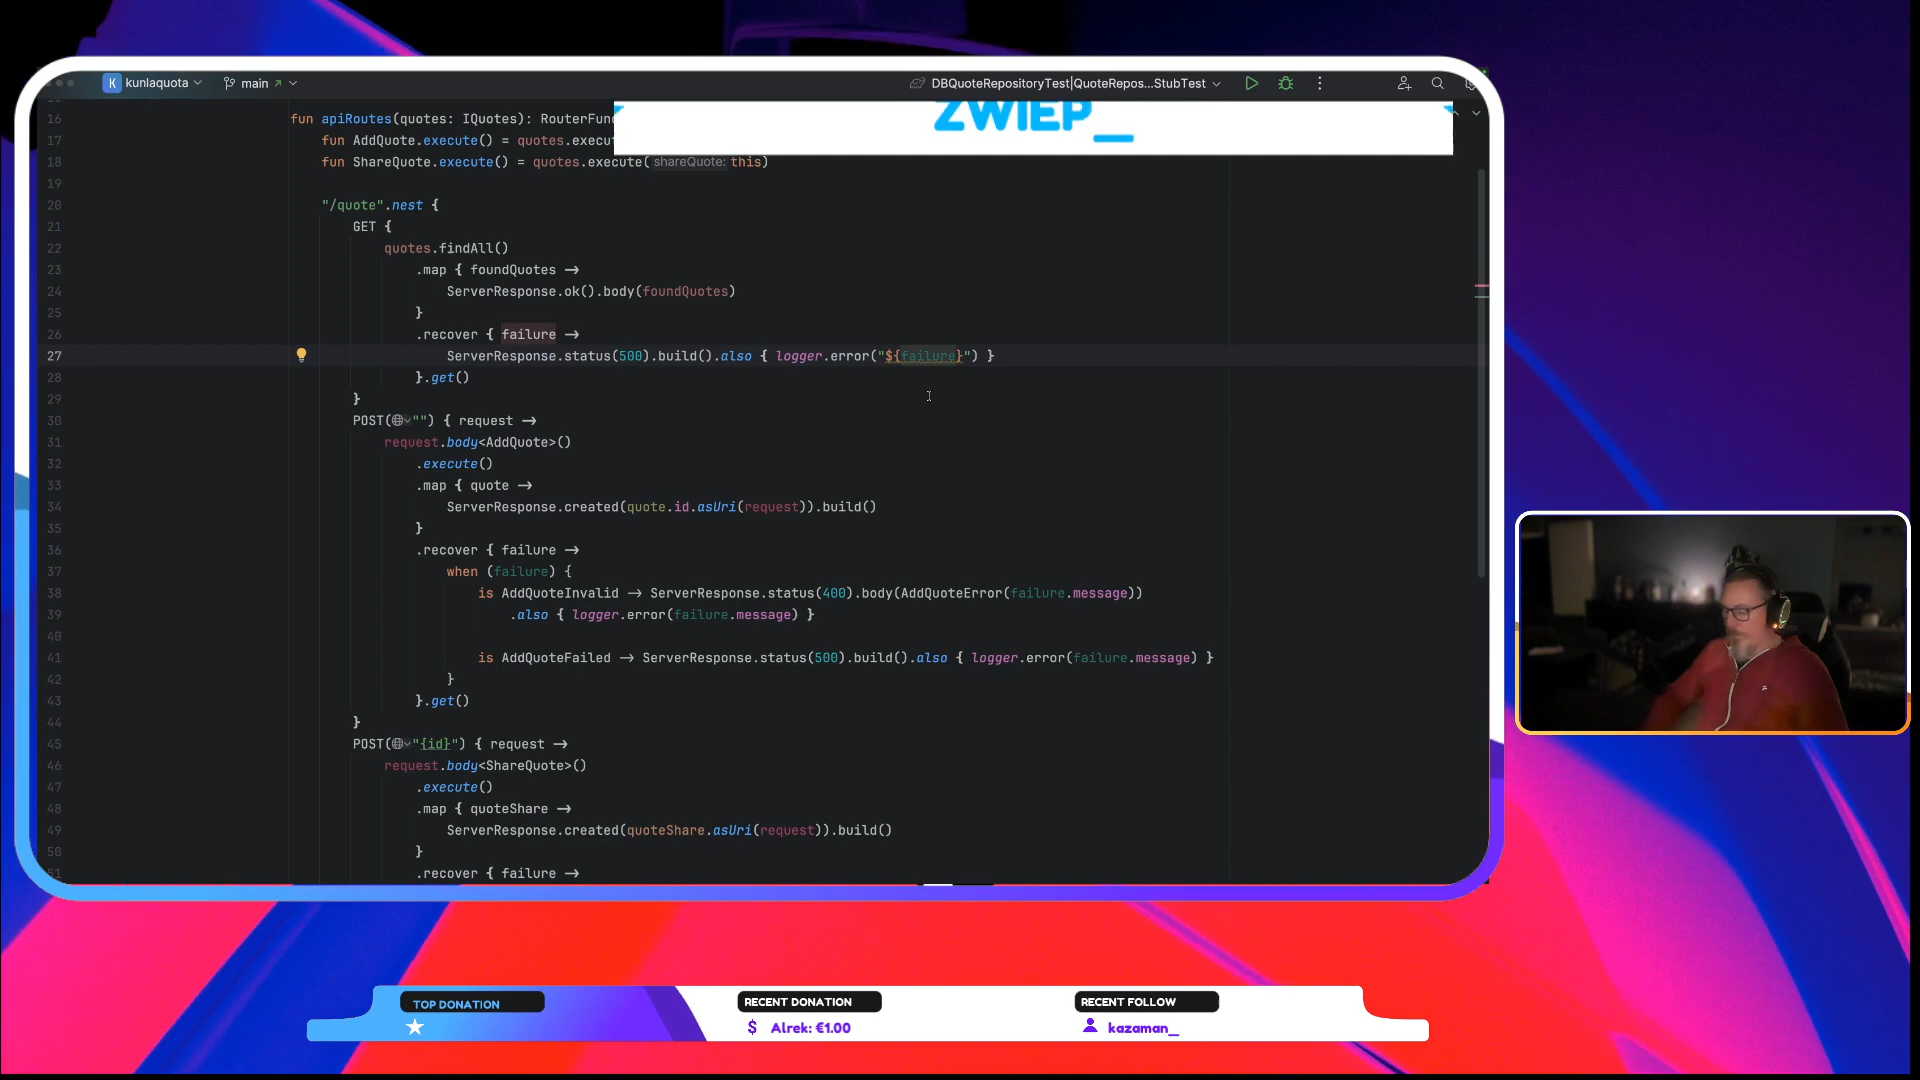 K kunlaquota main DBQuoteRepositoryTest|QuoteRepos...StubTest
ZWIEP_
16 fun apiRoutes(quotes: IQuotes): RouterFunc
17 fun AddQuote.execute() = quotes.execut
18 fun ShareQuote.execute() = quotes.execute( shareQuote: this)
19
20 "/quote".nest {
21 GET {
22 quotes.findAll()
23 .map { foundQuotes →
24 ServerResponse.ok().body(foundQuotes)
25 }
26 .recover { failure →
27 ServerResponse.status(500).build().also { logger.error("${failure}") }
28 }.get()
29 }
30 POST("") { request →
31 request.body<AddQuote>()
32 .execute()
33 .map { quote →
34 ServerResponse.created(quote.id.asUri(request)).build()
35 }
36 .recover { failure →
37 when (failure) {
38 is AddQuoteInvalid → ServerResponse.status(400).body(AddQuoteError(failure.message))
39 .also { logger.error(failure.message) }
40
41 is AddQuoteFailed → ServerResponse.status(500).build().also { logger.error(failure.message) }
42 }
43 }.get()
44 }
45 POST("{id}") { request →
46 request.body<ShareQuote>()
47 .execute()
48 .map { quoteShare →
49 ServerResponse.created(quoteShare.asUri(request)).build()
50 }
51 .recover { failure →
TOP DONATION
RECENT DONATION
$ Alrek: €1.00
RECENT FOLLOW
kazaman_